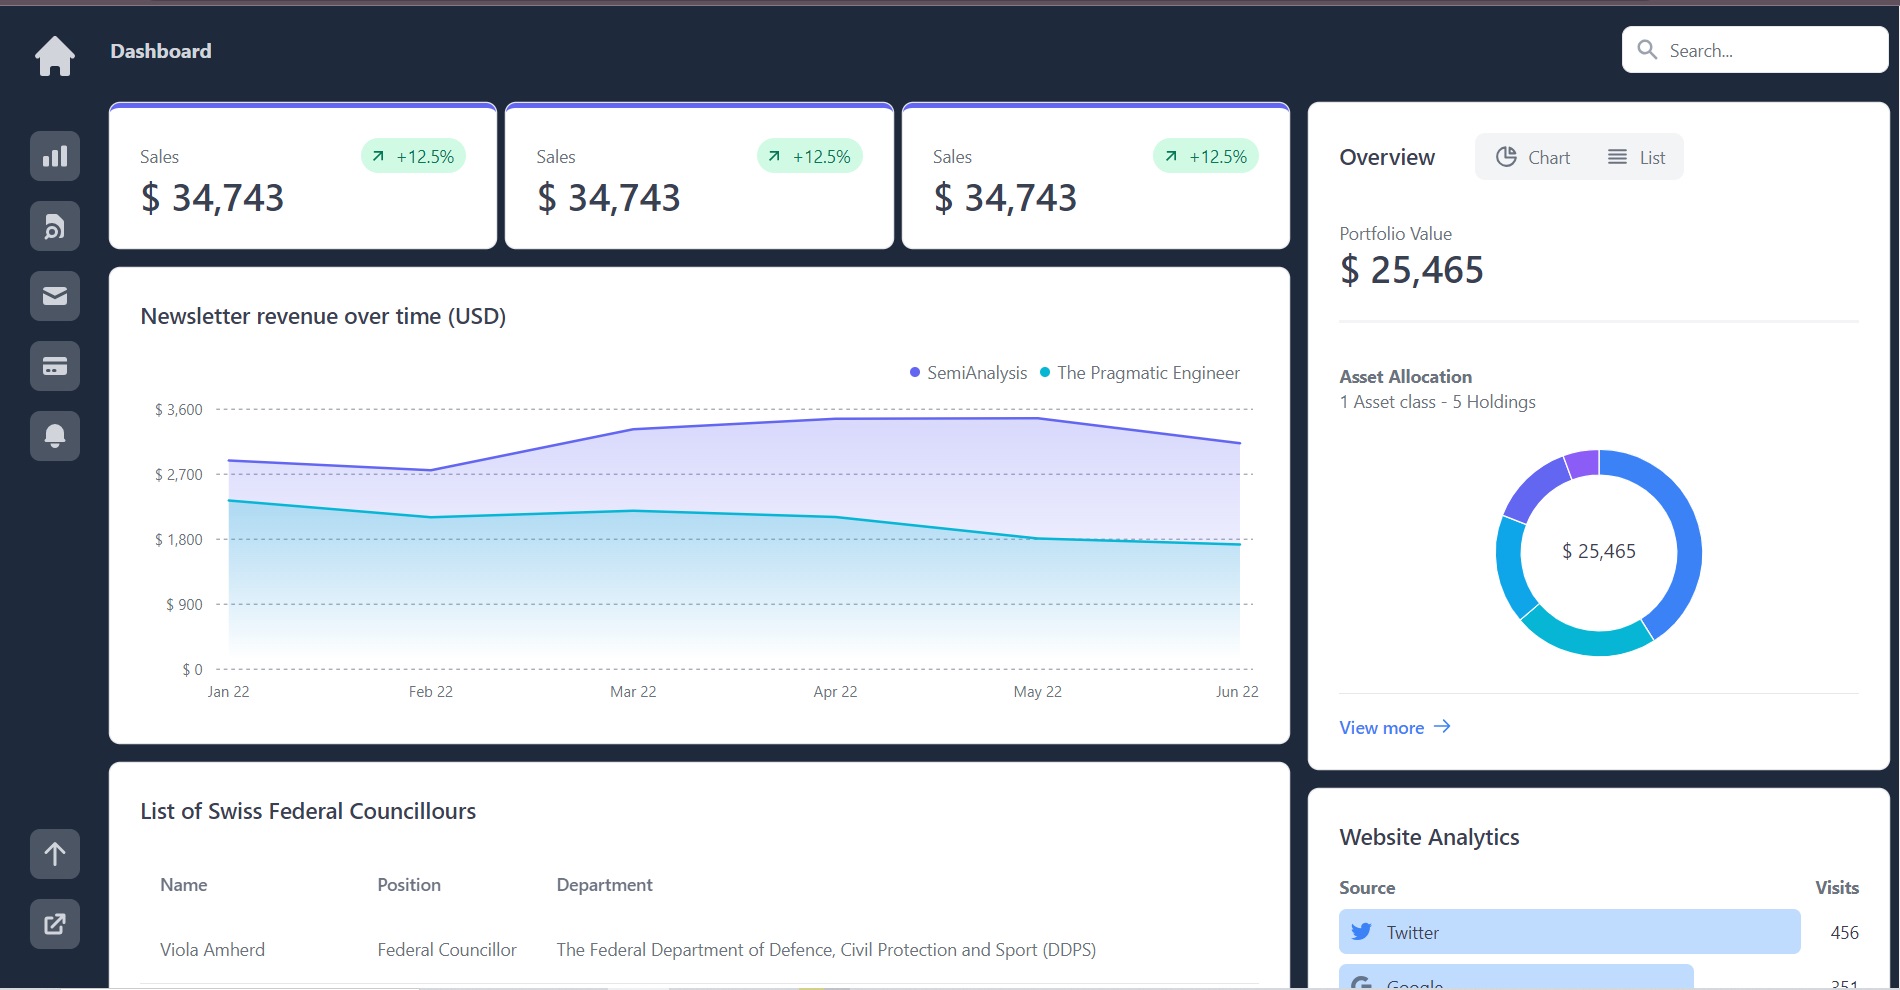 Dashboard
Search...
Sales
+12.5%
$ 34,743
Sales
+12.5%
$ 34,743
Sales
+12.5%
$ 34,743
Newsletter revenue over time (USD)
SemiAnalysis
The Pragmatic Engineer
$ 3,600
$ 2,700
$ 1,800
$ 900
$ 0
Jan 22
Feb 22
Mar 22
Apr 22
May 22
Jun 22
List of Swiss Federal Councillours
Name Position Department
Viola Amherd Federal Councillor The Federal Department of Defence, Civil Protection and Sport (DDPS)
Overview
Chart
List
Portfolio Value
$ 25,465
Asset Allocation
1 Asset class - 5 Holdings
$ 25,465
View more
Website Analytics
Source Visits
Twitter 456
Google 351